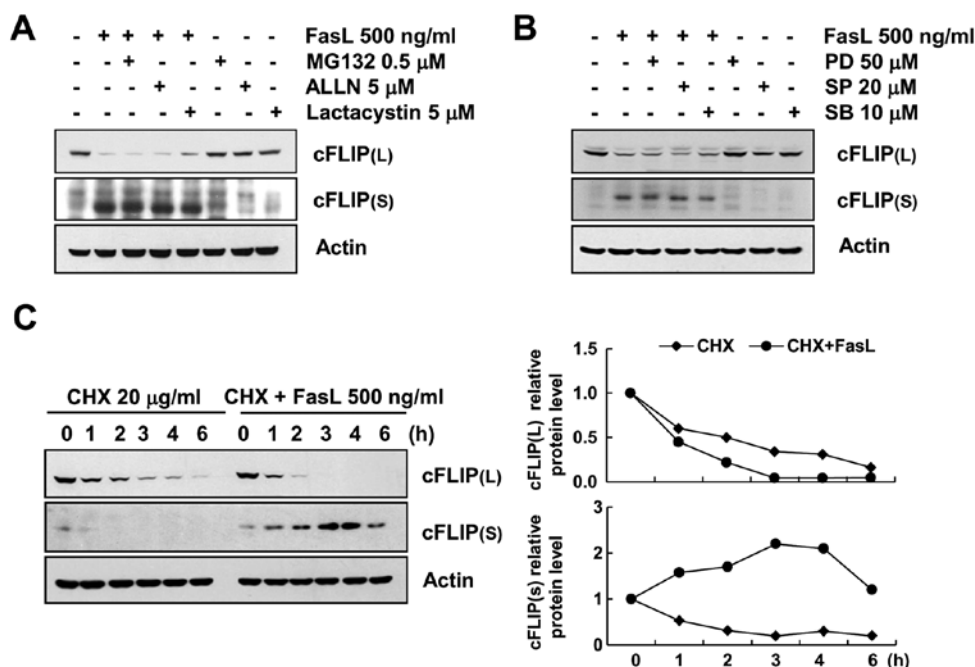 A
- + + + + - - - FasL 500 ng/ml
- - + - - + - - MG132 0.5 μM
- - - + - - + - ALLN 5 μM
- - - - + - - + Lactacystin 5 μM
cFLIP(L)
cFLIP(S)
Actin
B
- + + + + - - - FasL 500 ng/ml
- - + - - + - - PD 50 μM
- - - + - - + - SP 20 μM
- - - - + - - + SB 10 μM
cFLIP(L)
cFLIP(S)
Actin
C
CHX 20 μg/ml CHX + FasL 500 ng/ml
0 1 2 3 4 6 0 1 2 3 4 6 (h)
cFLIP(L)
cFLIP(S)
Actin
CHX CHX+FasL
cFLIP(L) relative
protein level
1.5
1.0
0.5
0.0
cFLIP(s) relative
protein level
3
2
1
0
0 1 2 3 4 6 (h)